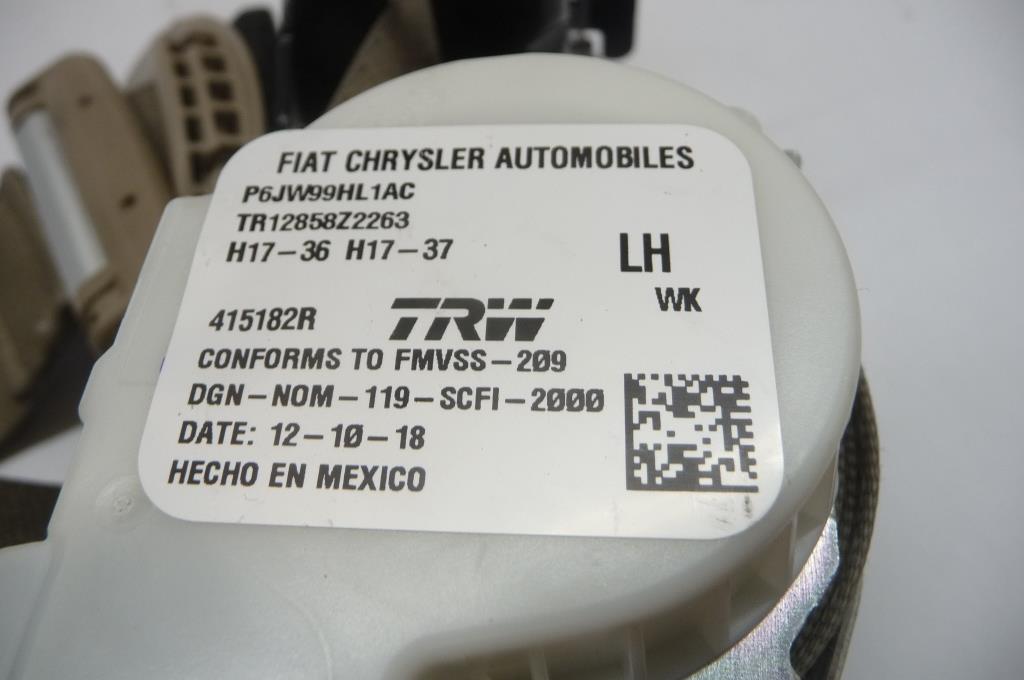 FIAT CHRYSLER AUTOMOBILES
P6JW99HL1AC
TR12858Z2263
H17-36 H17-37
LH
WK
415182R TRW
CONFORMS TO FMVSS-209
DGN-NOM-119-SCFI-2000
DATE: 12-10-18
HECHO EN MEXICO